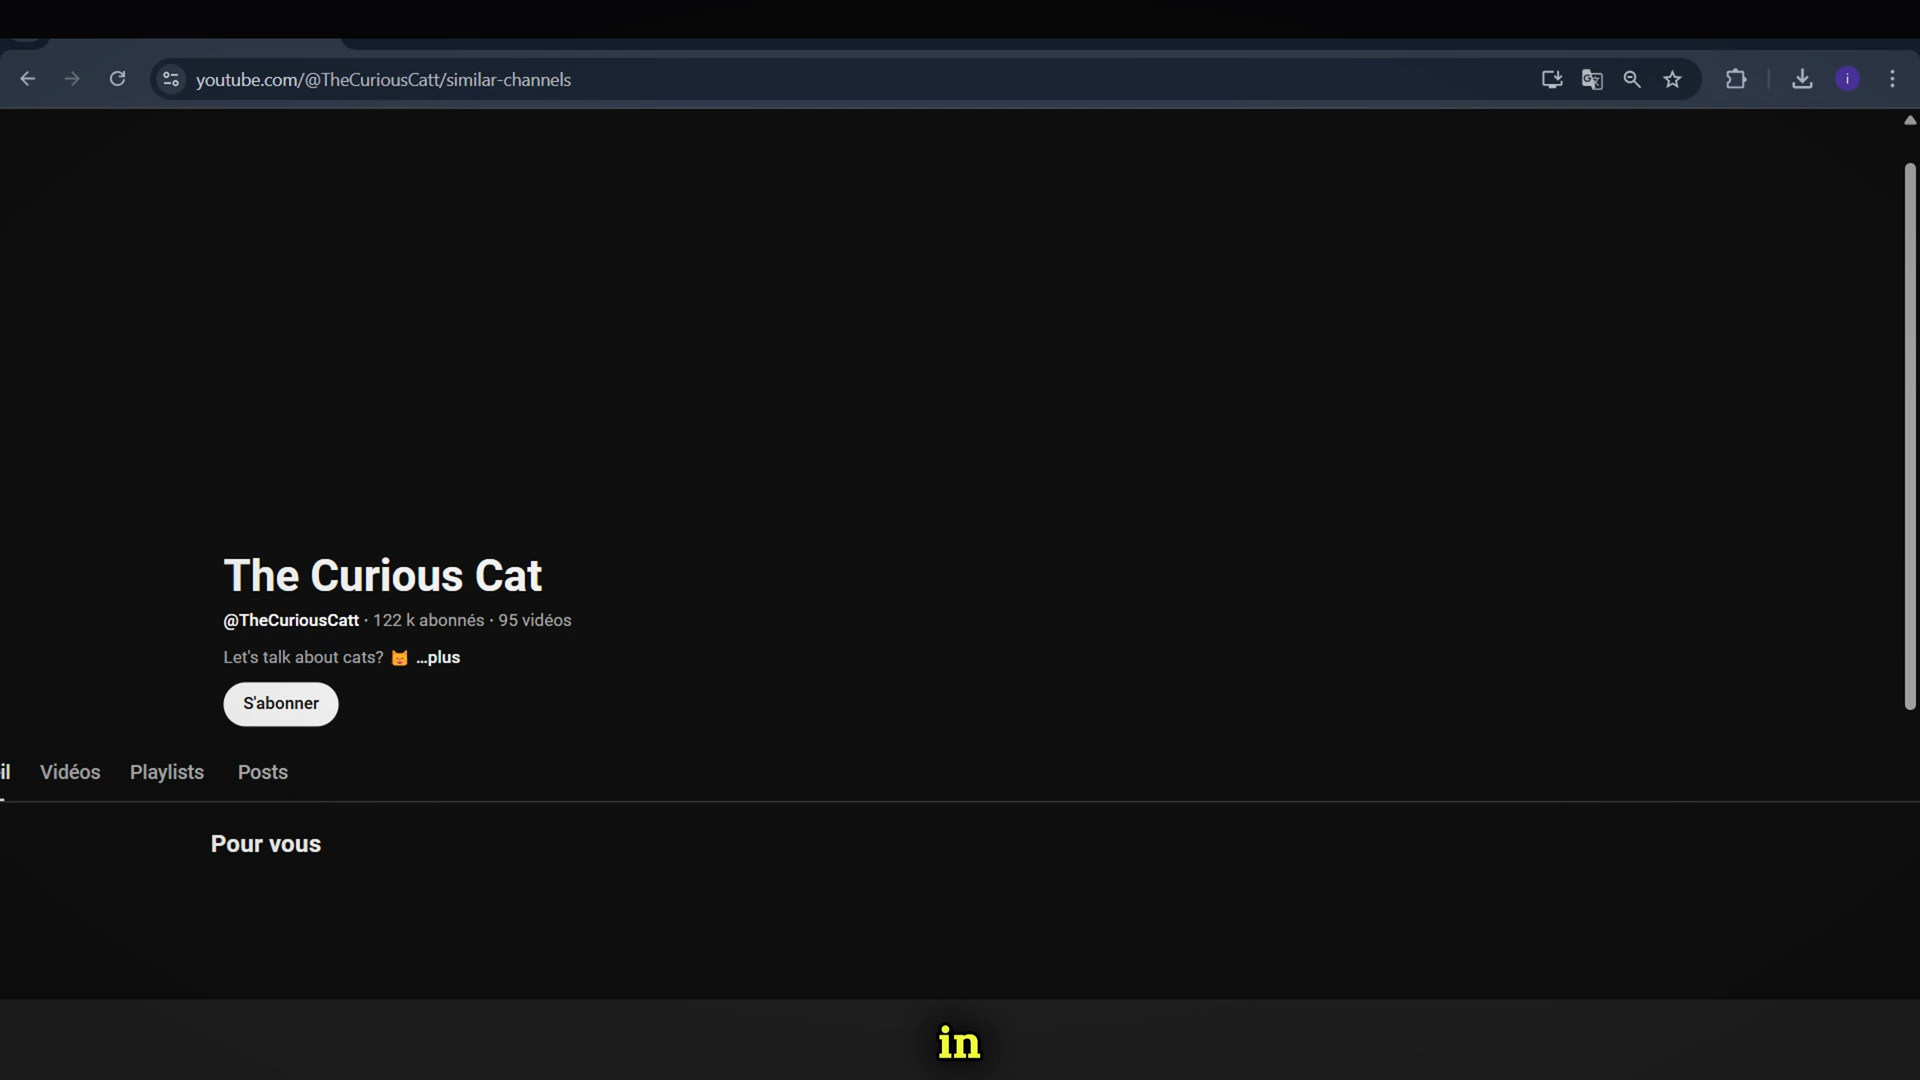 youtube.com/@TheCuriousCatt/similar-channels
i
The Curious Cat
@TheCuriousCatt · 122 k abonnés · 95 vidéos
Let's talk about cats? 😺 ...plus
S'abonner
il Vidéos Playlists Posts
Pour vous
in